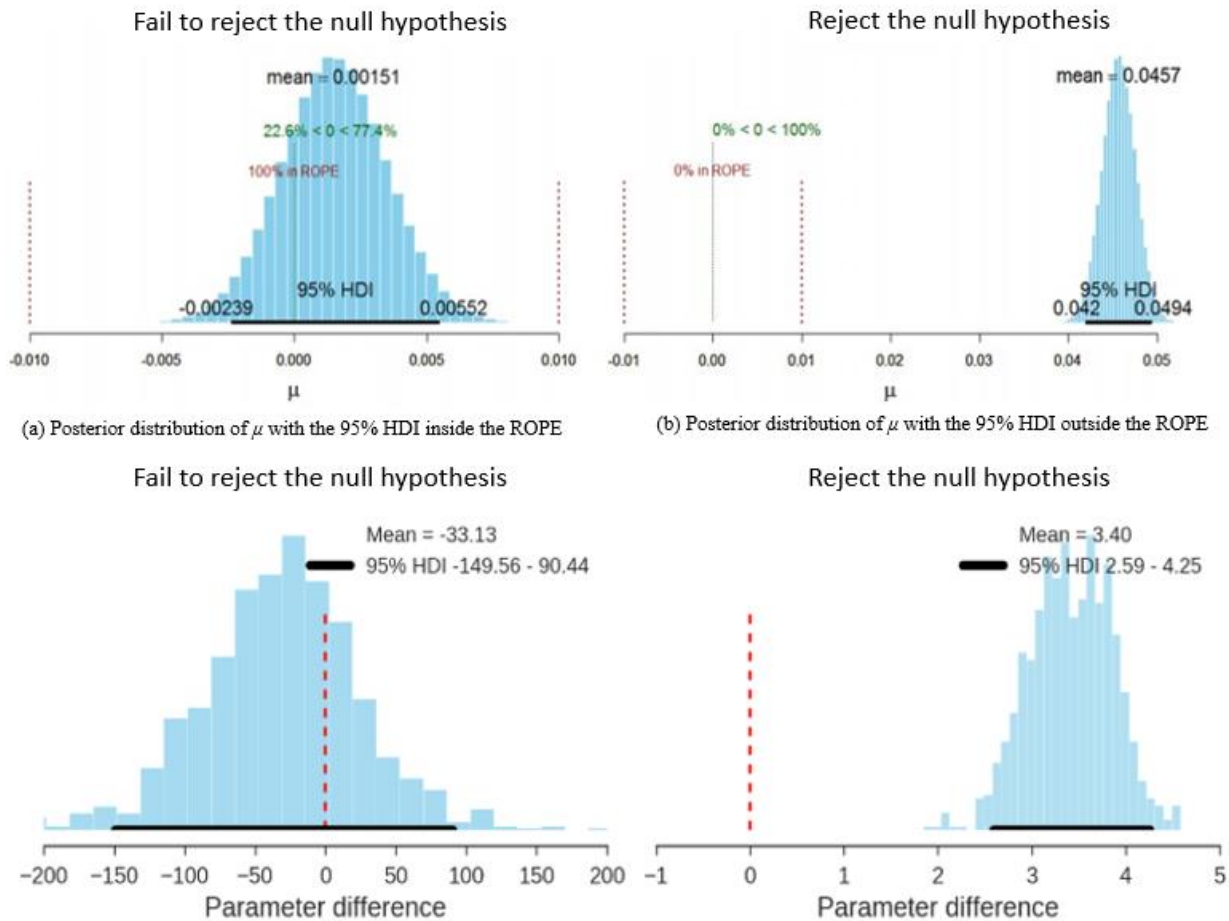 Fail to reject the null hypothesis
mean = 0.00151
22.6% < 0 < 77.4%
100% in ROPE
95% HDI
-0.00239 0.00552
-0.010 -0.005 0.000 0.005 0.010
μ
(a) Posterior distribution of μ with the 95% HDI inside the ROPE
Reject the null hypothesis
mean = 0.0457
0% < 0 < 100%
0% in ROPE
95% HDI
0.042 0.0494
-0.01 0.00 0.01 0.02 0.03 0.04 0.05
μ
(b) Posterior distribution of μ with the 95% HDI outside the ROPE
Fail to reject the null hypothesis
Mean = -33.13
95% HDI -149.56 - 90.44
−200 −150 −100 −50 0 50 100 150 200
Parameter difference
Reject the null hypothesis
Mean = 3.40
95% HDI 2.59 - 4.25
−1 0 1 2 3 4 5
Parameter difference